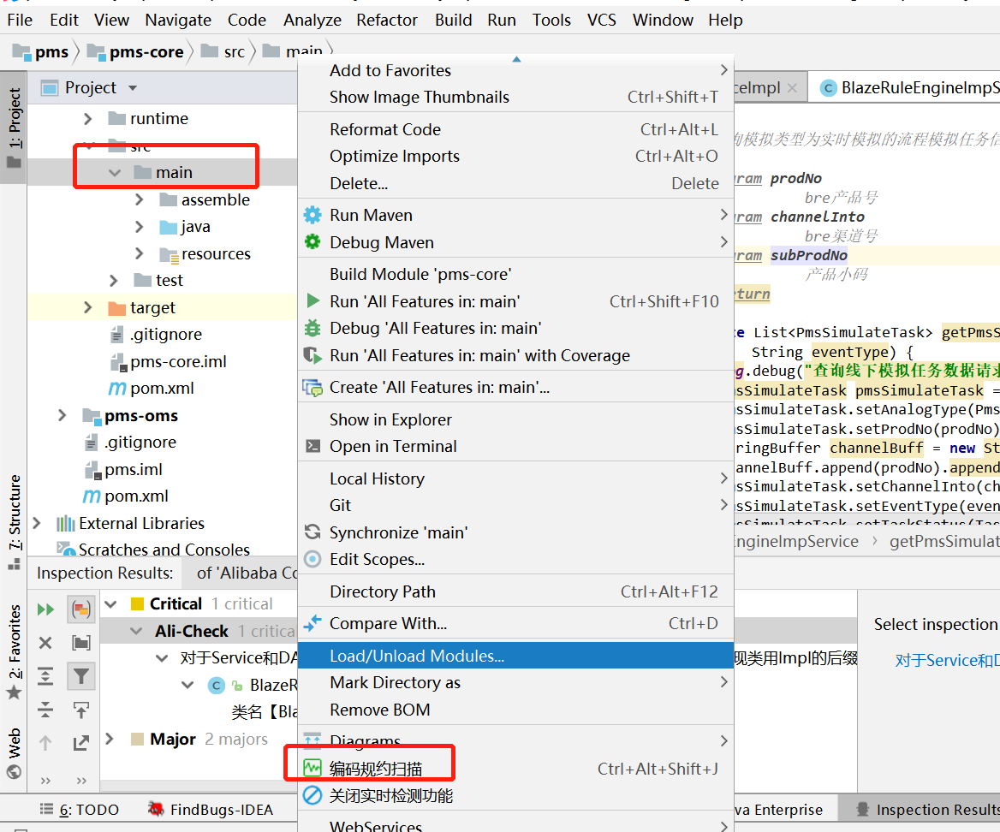 File Edit View Navigate Code Analyze Refactor Build Run Tools VCS Window Help
pms pms-core src main
1: Project
Project
runtime
src
main
assemble
java
resources
test
target
.gitignore
pms-core.iml
pom.xml
pms-oms
.gitignore
pms.iml
pom.xml
External Libraries
Scratches and Consoles
7: Structure
2: Favorites
Web
Add to Favorites
Show Image Thumbnails Ctrl+Shift+T
Reformat Code Ctrl+Alt+L
Optimize Imports Ctrl+Alt+O
Delete... Delete
Run Maven
Debug Maven
Build Module 'pms-core'
Run 'All Features in: main' Ctrl+Shift+F10
Debug 'All Features in: main'
Run 'All Features in: main' with Coverage
Create 'All Features in: main'...
Show in Explorer
Open in Terminal
Local History
Git
Synchronize 'main'
Edit Scopes...
Directory Path Ctrl+Alt+F12
Compare With... Ctrl+D
Load/Unload Modules...
Mark Directory as
Remove BOM
Diagrams
编码规约扫描 Ctrl+Alt+Shift+J
关闭实时检测功能
WebServices
ceImpl BlazeRuleEngineImpS
询模拟类型为实时模拟的流程模拟任务信
ram prodNo
bre产品号
ram channelInto
bre渠道号
ram subProdNo
产品小码
eturn
te List<PmsSimulateTask> getPmsS
String eventType) {
g.debug("查询线下模拟任务数据请求
sSimulateTask pmsSimulateTask =
sSimulateTask.setAnalogType(Pms
sSimulateTask.setProdNo(prodNo)
ringBuffer channelBuff = new St
annelBuff.append(prodNo).append
sSimulateTask.setChannelInto(ch
sSimulateTask.setEventType(even
sSimulateTask.setTaskStatus(Tas
EngineImpService getPmsSimulat
Inspection Results: of 'Alibaba Co
Critical 1 critical
Ali-Check 1 critica
对于Service和DA 现类用Impl的后缀
BlazeR
类名【Bla
Major 2 majors
Select inspection
对于Service和D
6: TODO FindBugs-IDEA va Enterprise Inspection Results